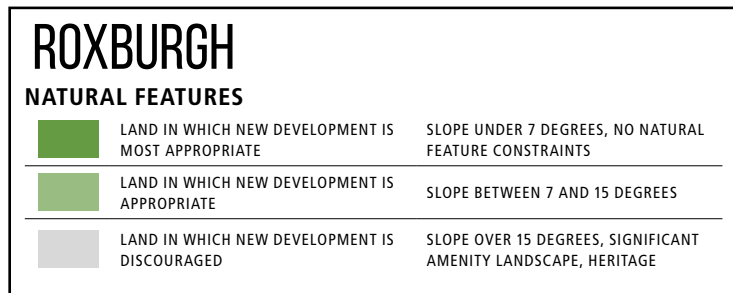 ROXBURGH
NATURAL FEATURES
LAND IN WHICH NEW DEVELOPMENT IS
MOST APPROPRIATE
SLOPE UNDER 7 DEGREES, NO NATURAL
FEATURE CONSTRAINTS
LAND IN WHICH NEW DEVELOPMENT IS
APPROPRIATE
SLOPE BETWEEN 7 AND 15 DEGREES
LAND IN WHICH NEW DEVELOPMENT IS
DISCOURAGED
SLOPE OVER 15 DEGREES, SIGNIFICANT
AMENITY LANDSCAPE, HERITAGE